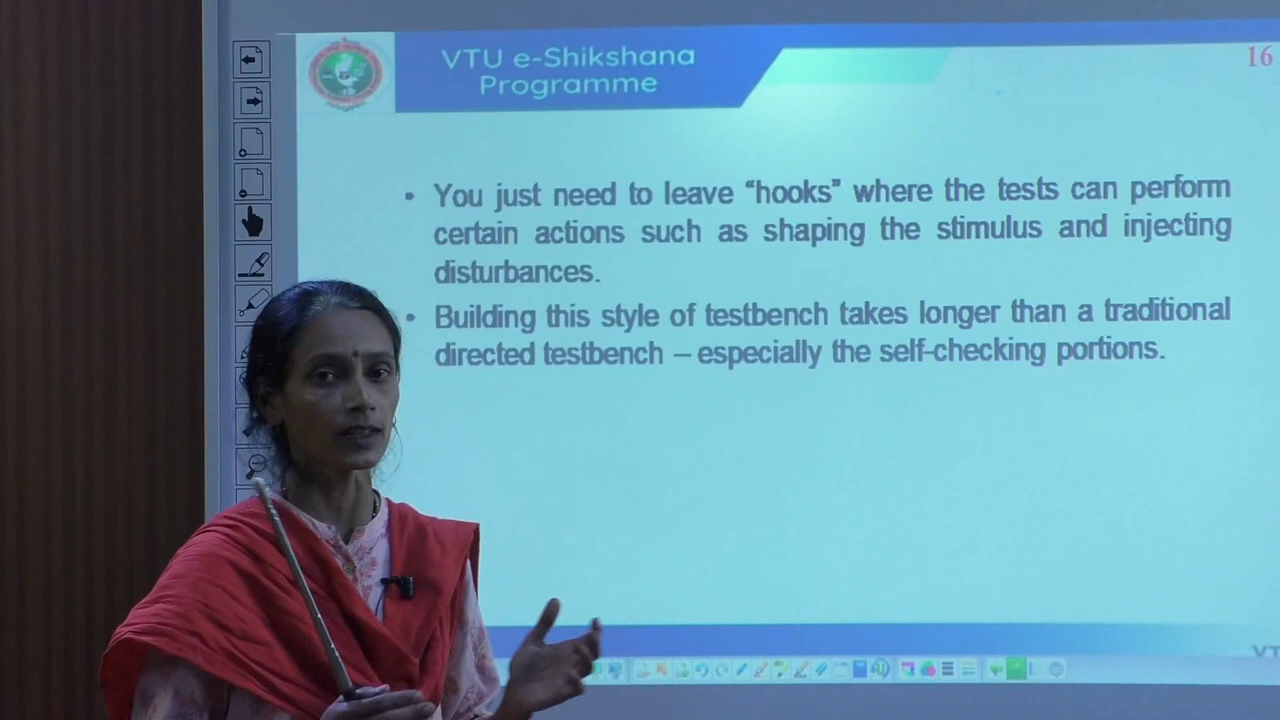 VTU e-Shikshana
Programme
16
• You just need to leave “hooks” where the tests can perform
certain actions such as shaping the stimulus and injecting
disturbances.
• Building this style of testbench takes longer than a traditional
directed testbench – especially the self-checking portions.
VT